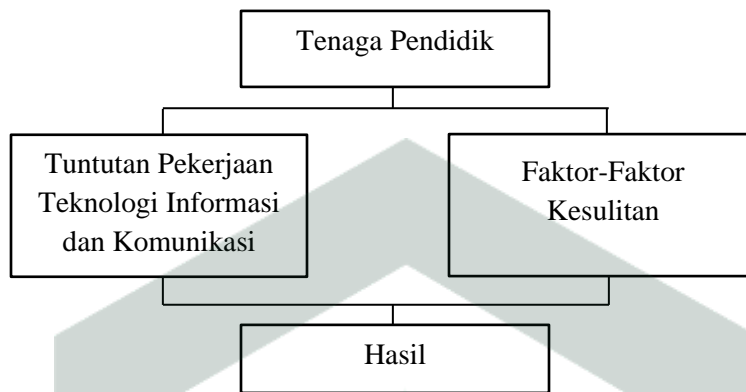 Tenaga Pendidik
Tuntutan Pekerjaan
Teknologi Informasi
dan Komunikasi
Faktor-Faktor
Kesulitan
Hasil